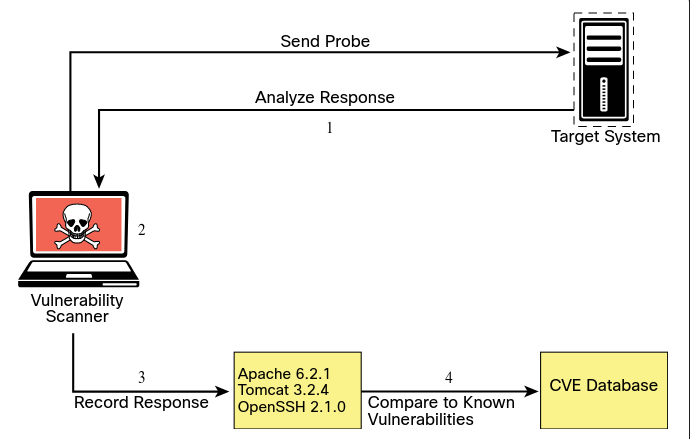 Send Probe
Analyze Response
1
Target System
2
Vulnerability
Scanner
3
Record Response
Apache 6.2.1
Tomcat 3.2.4
OpenSSH 2.1.0
4
Compare to Known
Vulnerabilities
CVE Database